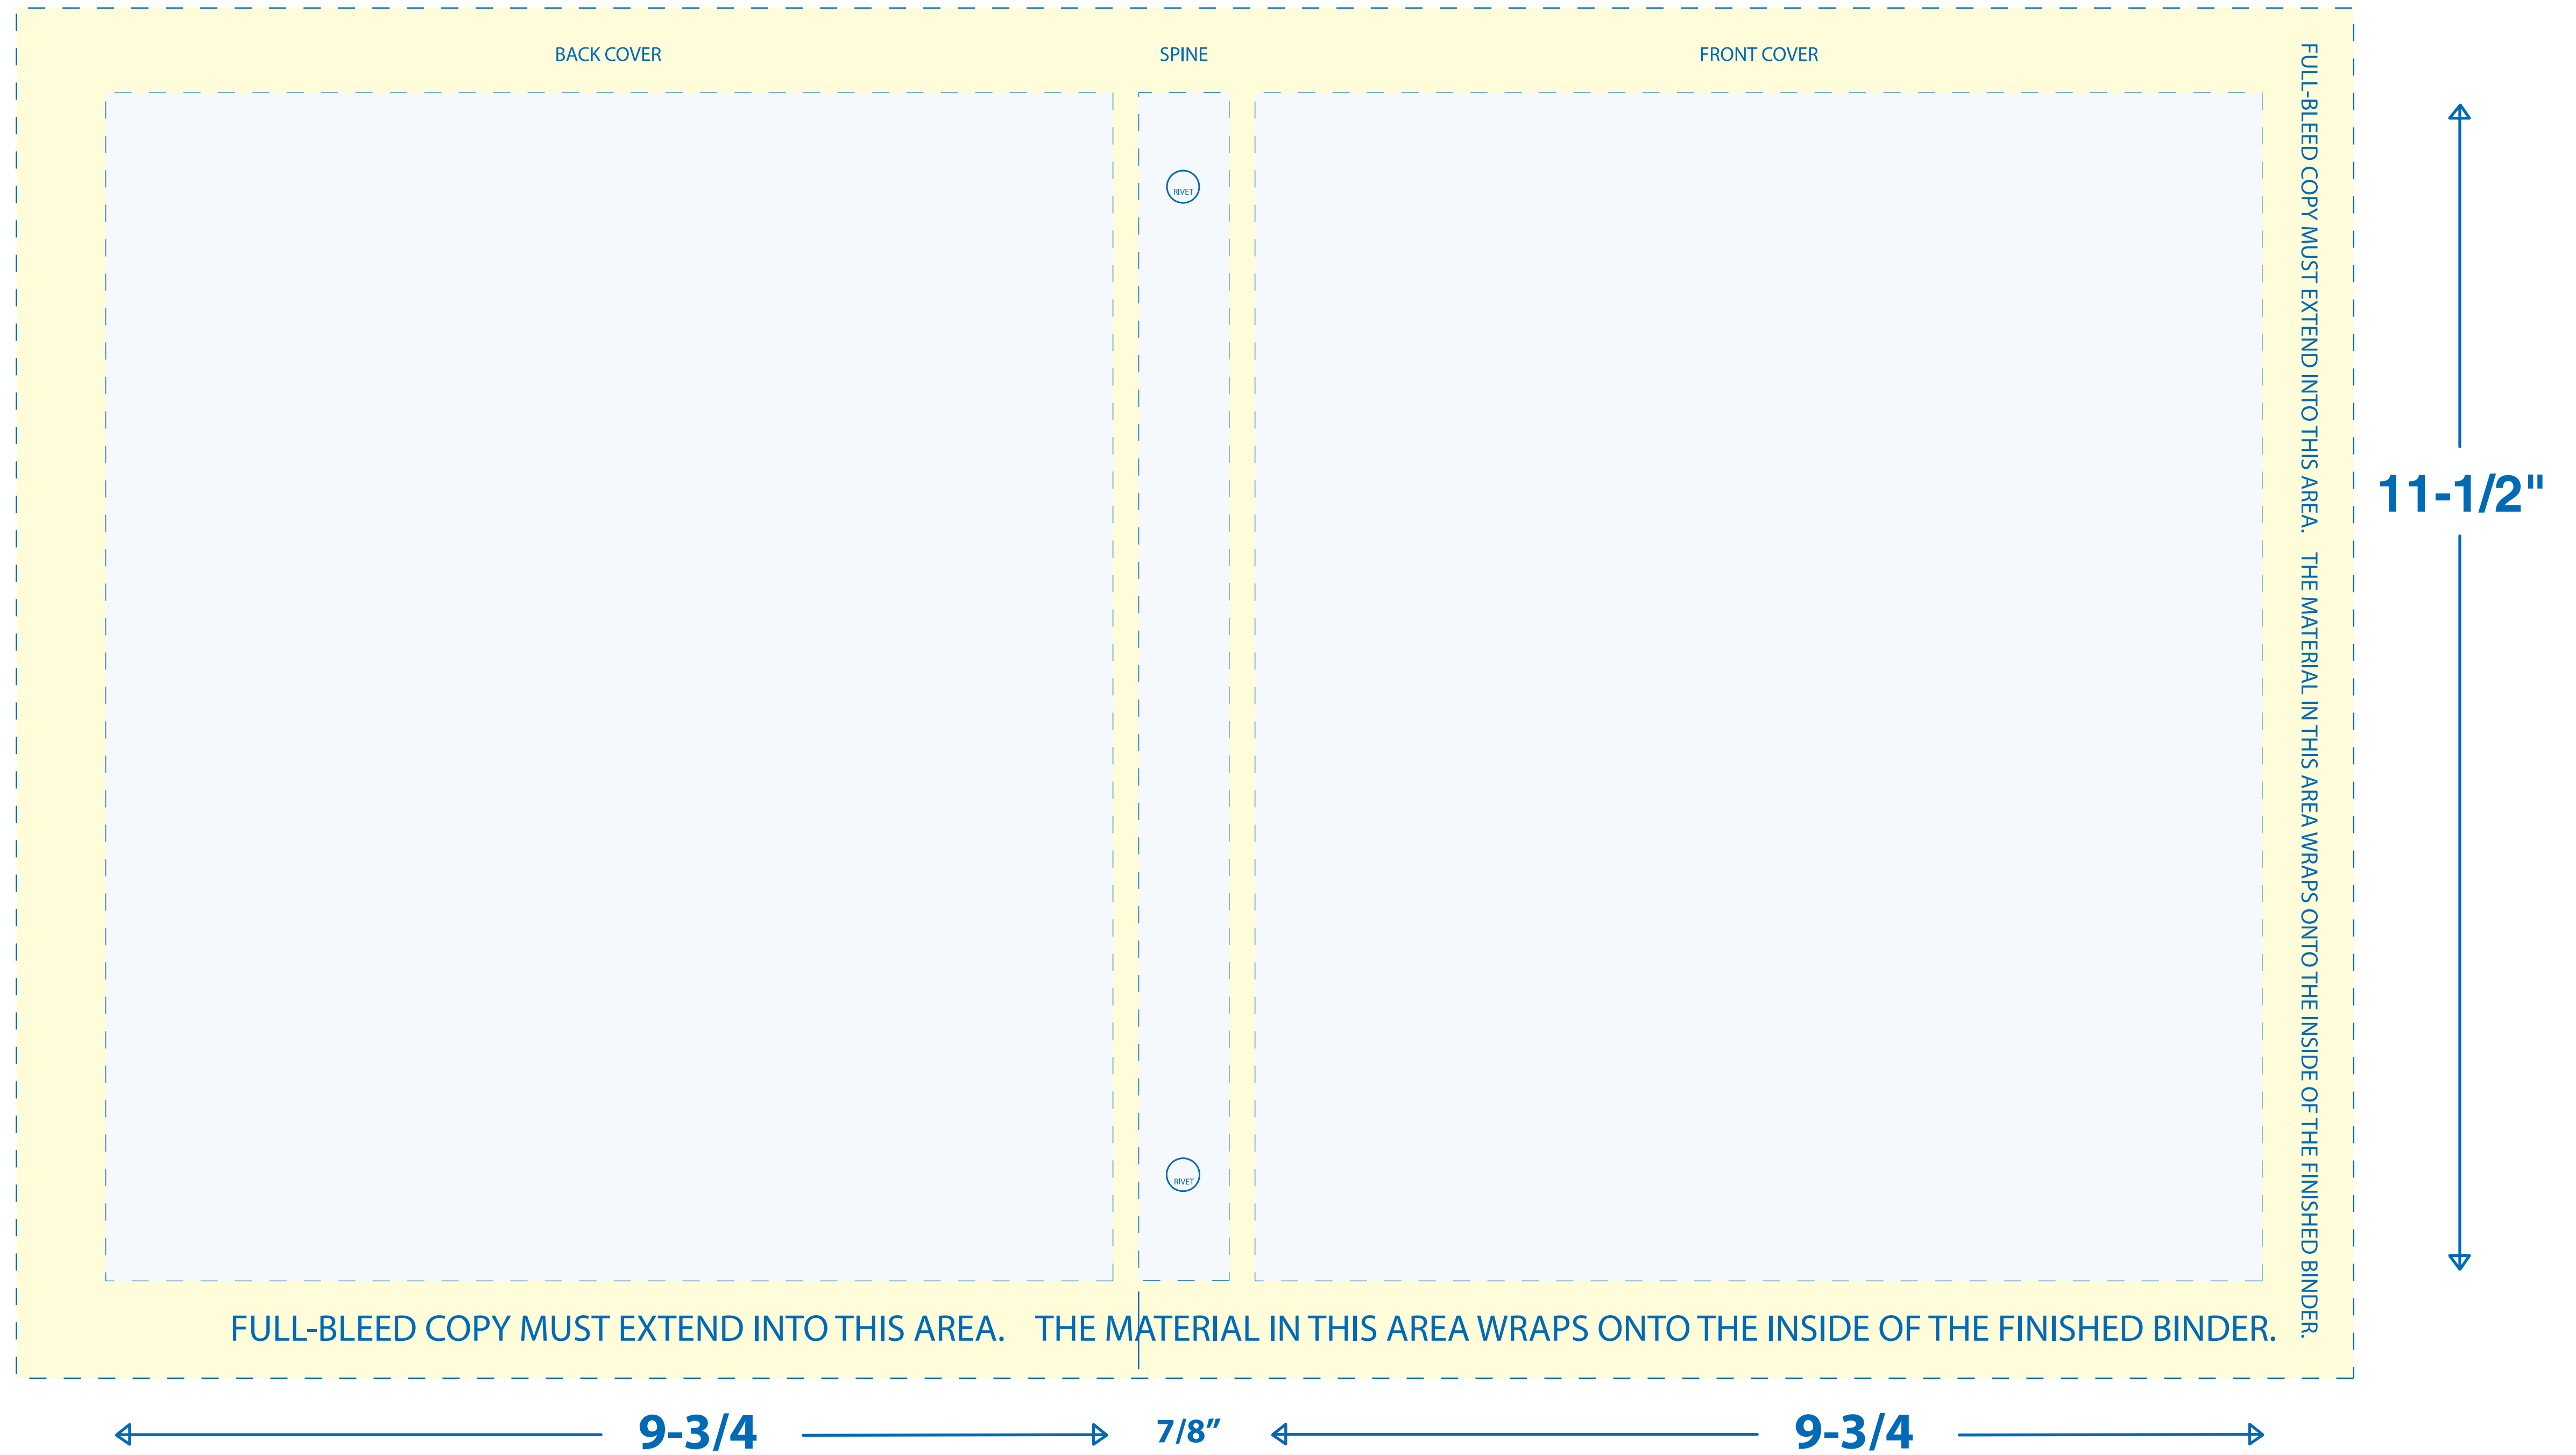 BACK COVER
SPINE
FRONT COVER
FULL-BLEED COPY MUST EXTEND INTO THIS AREA. THE MATERIAL IN THIS AREA WRAPS ONTO THE INSIDE OF THE FINISHED BINDER.
RIVET
11-1/2"
RIVET
FULL-BLEED COPY MUST EXTEND INTO THIS AREA. THE MATERIAL IN THIS AREA WRAPS ONTO THE INSIDE OF THE FINISHED BINDER.
9-3/4
7/8”
9-3/4